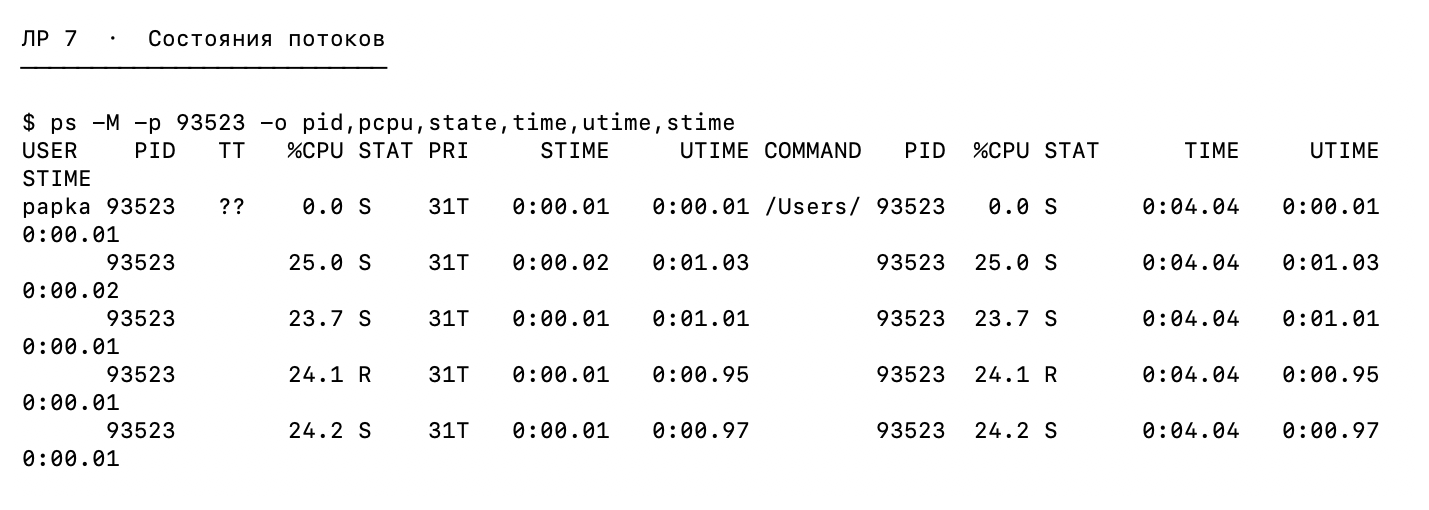 ЛР 7  ·  Состояния потоков
$ ps -M -p 93523 -o pid,pcpu,state,time,utime,stime
USER    PID   TT   %CPU STAT PRI     STIME     UTIME COMMAND   PID  %CPU STAT      TIME     UTIME
STIME
papka 93523   ??    0.0 S    31T   0:00.01   0:00.01 /Users/ 93523   0.0 S      0:04.04   0:00.01
0:00.01
      93523        25.0 S    31T   0:00.02   0:01.03         93523  25.0 S      0:04.04   0:01.03
0:00.02
      93523        23.7 S    31T   0:00.01   0:01.01         93523  23.7 S      0:04.04   0:01.01
0:00.01
      93523        24.1 R    31T   0:00.01   0:00.95         93523  24.1 R      0:04.04   0:00.95
0:00.01
      93523        24.2 S    31T   0:00.01   0:00.97         93523  24.2 S      0:04.04   0:00.97
0:00.01